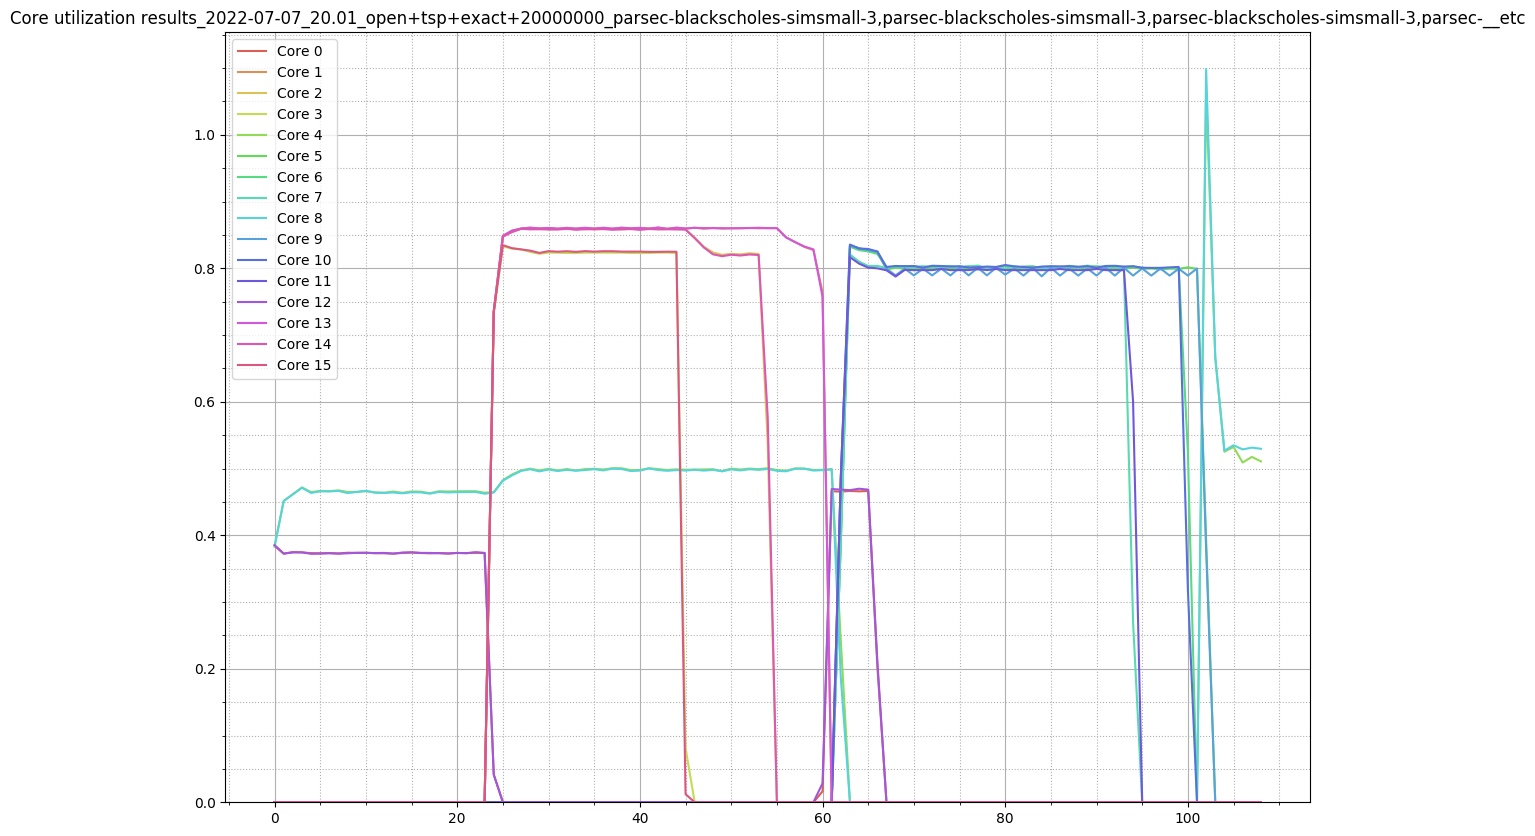 Core utilization results_2022-07-07_20.01_open+tsp+exact+20000000_parsec-blackscholes-simsmall-3,parsec-blackscholes-simsmall-3,parsec-blackscholes-simsmall-3,parsec-__etc
Core 0
Core 1
Core 2
Core 3
Core 4
Core 5
Core 6
Core 7
Core 8
Core 9
Core 10
Core 11
Core 12
Core 13
Core 14
Core 15
1.0
0.8
0.6
0.4
0.2
0.0
0 20 40 60 80 100